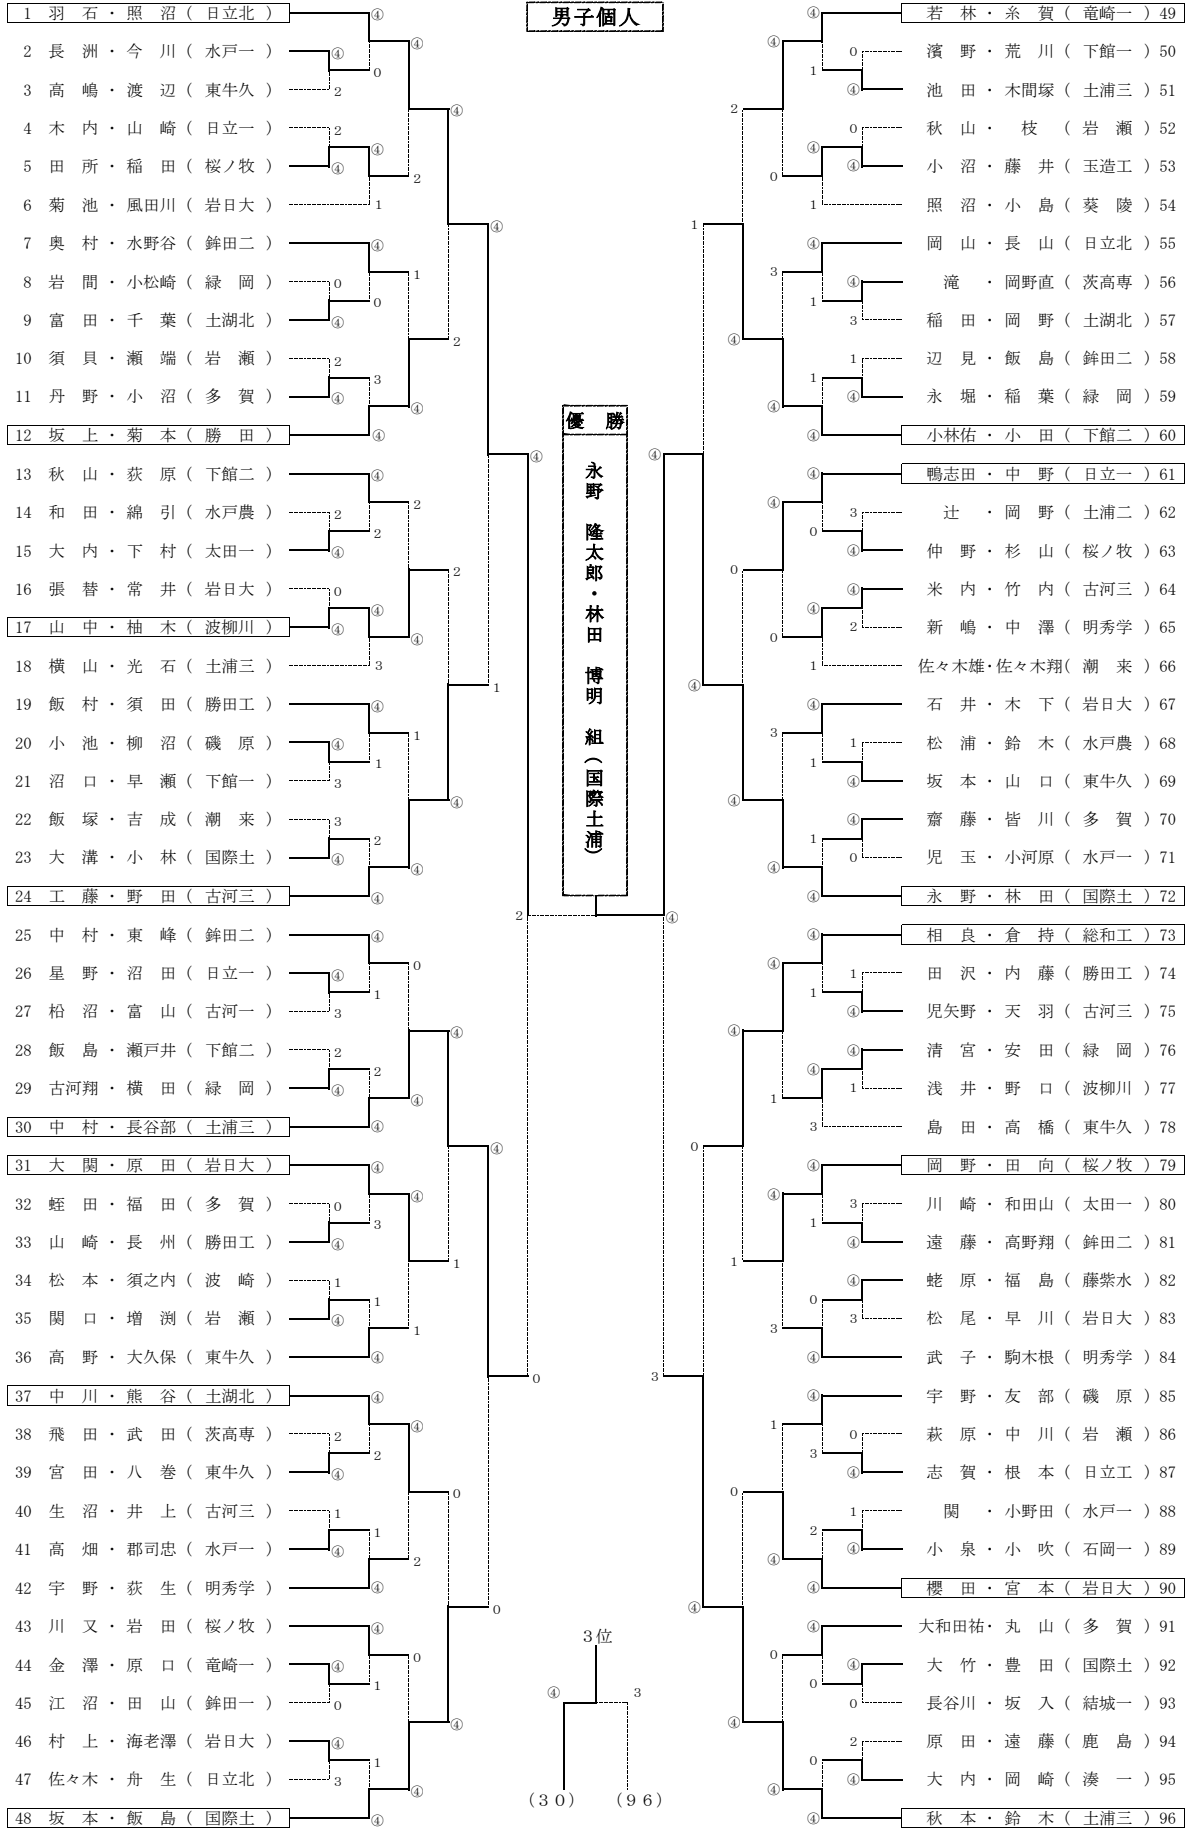 男子個人
1 羽　石・照　沼（日立北）
2 長　洲・今　川（水戸一）
3 高　嶋・渡　辺（東牛久）
4 木　内・山　崎（日立一）
5 田　所・稲　田（桜ノ牧）
6 菊　池・風田川（岩日大）
7 奥　村・水野谷（鉾田二）
8 岩　間・小松崎（緑　岡）
9 富　田・千　葉（土湖北）
10 須　貝・瀬　端（岩　瀬）
11 丹　野・小　沼（多　賀）
12 坂　上・菊　本（勝　田）
13 秋　山・荻　原（下館二）
14 和　田・綿　引（水戸農）
15 大　内・下　村（太田一）
16 張　替・常　井（岩日大）
17 山　中・柚　木（波柳川）
18 横　山・光　石（土浦三）
19 飯　村・須　田（勝田工）
20 小　池・柳　沼（磯　原）
21 沼　口・早　瀬（下館一）
22 飯　塚・吉　成（潮　来）
23 大　溝・小　林（国際土）
24 工　藤・野　田（古河三）
25 中　村・東　峰（鉾田二）
26 星　野・沼　田（日立一）
27 柗　沼・富　山（古河一）
28 飯　島・瀬戸井（下館二）
29 古河翔・横　田（緑　岡）
30 中　村・長谷部（土浦三）
31 大　関・原　田（岩日大）
32 蛭　田・福　田（多　賀）
33 山　崎・長　州（勝田工）
34 松　本・須之内（波　崎）
35 関　口・増　渕（岩　瀬）
36 高　野・大久保（東牛久）
37 中　川・熊　谷（土湖北）
38 飛　田・武　田（茨高専）
39 宮　田・八　巻（東牛久）
40 生　沼・井　上（古河三）
41 高　畑・郡司忠（水戸一）
42 宇　野・荻　生（明秀学）
43 川　又・岩　田（桜ノ牧）
44 金　澤・原　口（竜崎一）
45 江　沼・田　山（鉾田一）
46 村　上・海老澤（岩日大）
47 佐々木・舟　生（日立北）
48 坂　本・飯　島（国際土）
優　勝
永野　隆太郎・林田　博明　組（国際土浦）
3位
④ 3
（30）（96）
若　林・糸　賀（竜崎一）49
濱　野・荒　川（下館一）50
池　田・木間塚（土浦三）51
秋　山・　枝　（岩　瀬）52
小　沼・藤　井（玉造工）53
照　沼・小　島（葵　陵）54
岡　山・長　山（日立北）55
滝　・岡野直（茨高専）56
稲　田・岡　野（土湖北）57
辺　見・飯　島（鉾田二）58
永　堀・稲　葉（緑　岡）59
小林佑・小　田（下館二）60
鴨志田・中　野（日立一）61
辻　・岡　野（土浦二）62
仲　野・杉　山（桜ノ牧）63
米　内・竹　内（古河三）64
新　嶋・中　澤（明秀学）65
佐々木雄・佐々木翔（潮　来）66
石　井・木　下（岩日大）67
松　浦・鈴　木（水戸農）68
坂　本・山　口（東牛久）69
齋　藤・皆　川（多　賀）70
児　玉・小河原（水戸一）71
永　野・林　田（国際土）72
相　良・倉　持（総和工）73
田　沢・内　藤（勝田工）74
児矢野・天　羽（古河三）75
清　宮・安　田（緑　岡）76
浅　井・野　口（波柳川）77
島　田・高　橋（東牛久）78
岡　野・田　向（桜ノ牧）79
川　崎・和田山（太田一）80
遠　藤・高野翔（鉾田二）81
蛯　原・福　島（藤紫水）82
松　尾・早　川（岩日大）83
武　子・駒木根（明秀学）84
宇　野・友　部（磯　原）85
萩　原・中　川（岩　瀬）86
志　賀・根　本（日立工）87
関　・小野田（水戸一）88
小　泉・小　吹（石岡一）89
櫻　田・宮　本（岩日大）90
大和田祐・丸　山（多　賀）91
大　竹・豊　田（国際土）92
長谷川・坂　入（結城一）93
原　田・遠　藤（鹿　島）94
大　内・岡　崎（湊　一）95
秋　本・鈴　木（土浦三）96